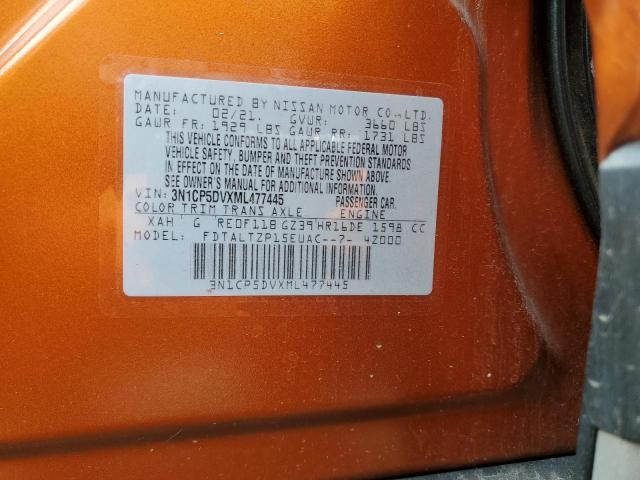 MANUFACTURED BY NISSAN MOTOR CO.,LTD.
DATE: 02/21. GVWR: 3660 LBS
GAWR FR: 1929 LBS GAWR RR: 1731 LBS
THIS VEHICLE CONFORMS TO ALL APPLICABLE FEDERAL MOTOR
VEHICLE SAFETY, BUMPER AND THEFT PREVENTION STANDARDS
IN EFFECT ON THE DATE OF MANUFACTURE SHOWN ABOVE
SEE OWNER'S MANUAL FOR ADDITIONAL INFORMATION.
VIN: 3N1CP5DVXML477445 PASSENGER CAR.
COLOR TRIM TRANS AXLE ENGINE
XAH G RE0F11B GZ39 HR16DE 1598 CC
FDTALTZP15EUAC--7- 4Z000
3N1CP5DVXML477445